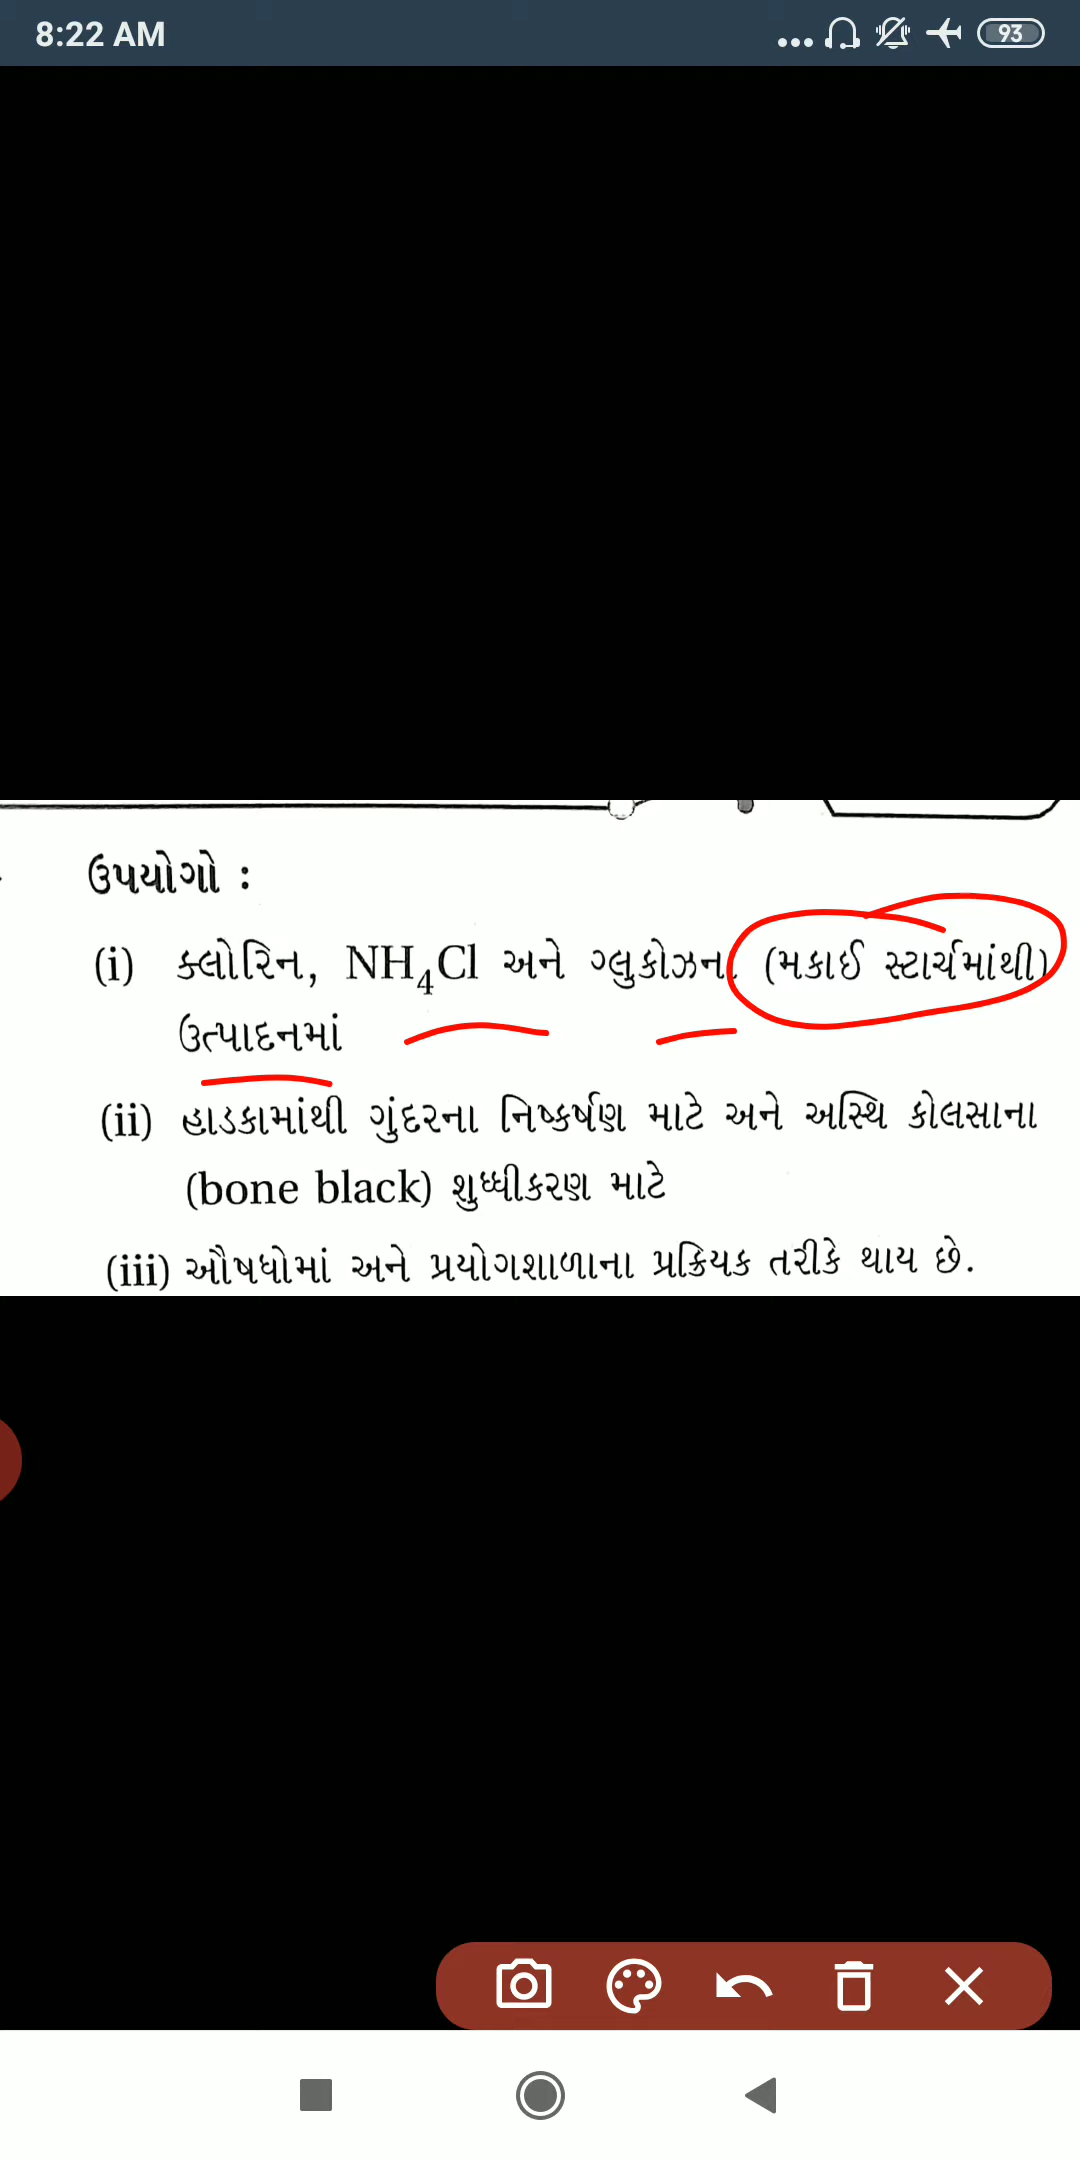 8:22 AM
93
ઉપયોગો :
(i) ક્લોરિન, NH₄Cl અને ગ્લુકોઝના (મકાઈ સ્ટાર્ચમાંથી)
ઉત્પાદનમાં
(ii) હાડકામાંથી ગુંદરના નિષ્કર્ષણ માટે અને અસ્થિ કોલસાના
(bone black) શુધ્ધીકરણ માટે
(iii) ઔષધોમાં અને પ્રયોગશાળાના પ્રક્રિયક તરીકે થાય છે.